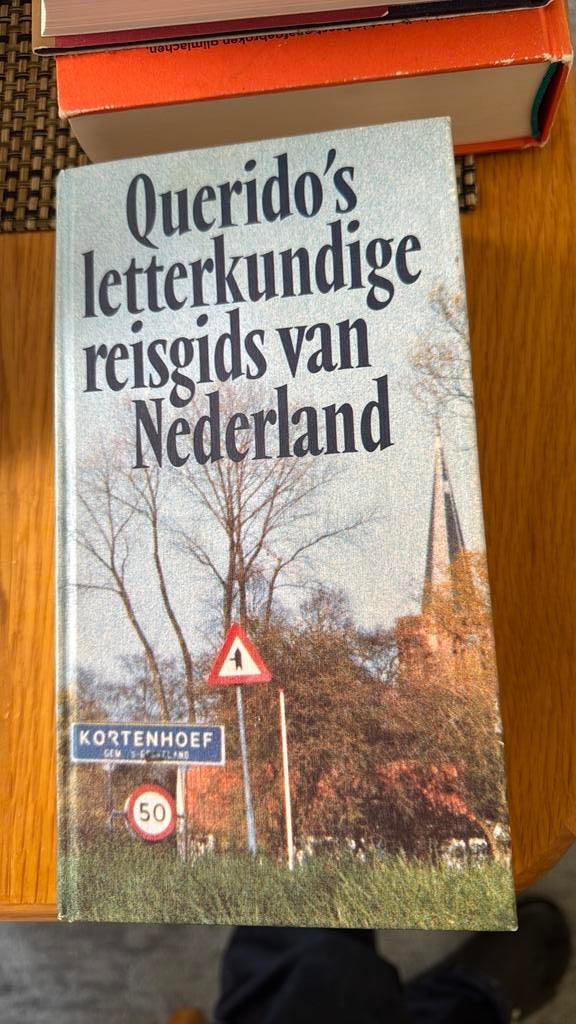 Querido's
letterkundige
reisgids van
Nederland
KORTENHOEF
50